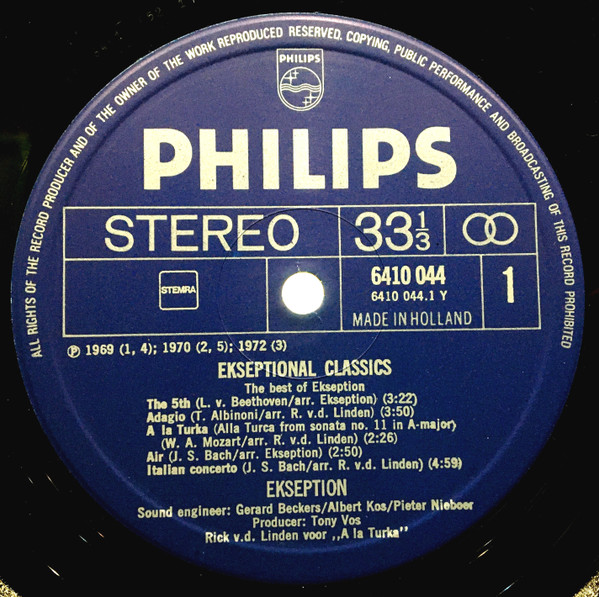 ALL RIGHTS OF THE RECORD PRODUCER AND OF THE OWNER OF THE WORK REPRODUCED RESERVED. COPYING, PUBLIC PERFORMANCE AND BROADCASTING OF THIS RECORD PROHIBITED
PHILIPS
PHILIPS
STEREO 33⅓
STEMRA
6410 044
6410 044.1 Y
1
MADE IN HOLLAND
℗ 1969 (1, 4); 1970 (2, 5); 1972 (3)
EKSEPTIONAL CLASSICS
The best of Ekseption
The 5th (L. v. Beethoven/arr. Ekseption) (3:22)
Adagio (T. Albinoni/arr. R. v.d. Linden) (3:50)
A la Turka (Alla Turca from sonata no. 11 in A-major)
(W. A. Mozart/arr. R. v.d. Linden) (2:26)
Air (J. S. Bach/arr. Ekseption) (2:50)
Italian concerto (J. S. Bach/arr. R. v.d. Linden) (4:59)
EKSEPTION
Sound engineer: Gerard Beckers/Albert Kos/Pieter Nieboer
Producer: Tony Vos
Rick v.d. Linden voor „A la Turka"